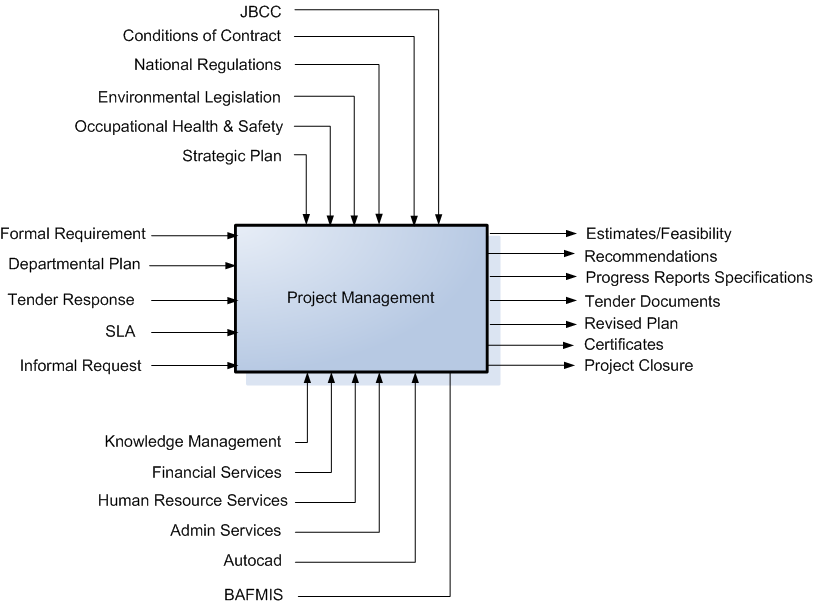 JBCC
Conditions of Contract
National Regulations
Environmental Legislation
Occupational Health & Safety
Strategic Plan
Formal Requirement
Departmental Plan
Tender Response
SLA
Informal Request
Project Management
Estimates/Feasibility
Recommendations
Progress Reports Specifications
Tender Documents
Revised Plan
Certificates
Project Closure
Knowledge Management
Financial Services
Human Resource Services
Admin Services
Autocad
BAFMIS